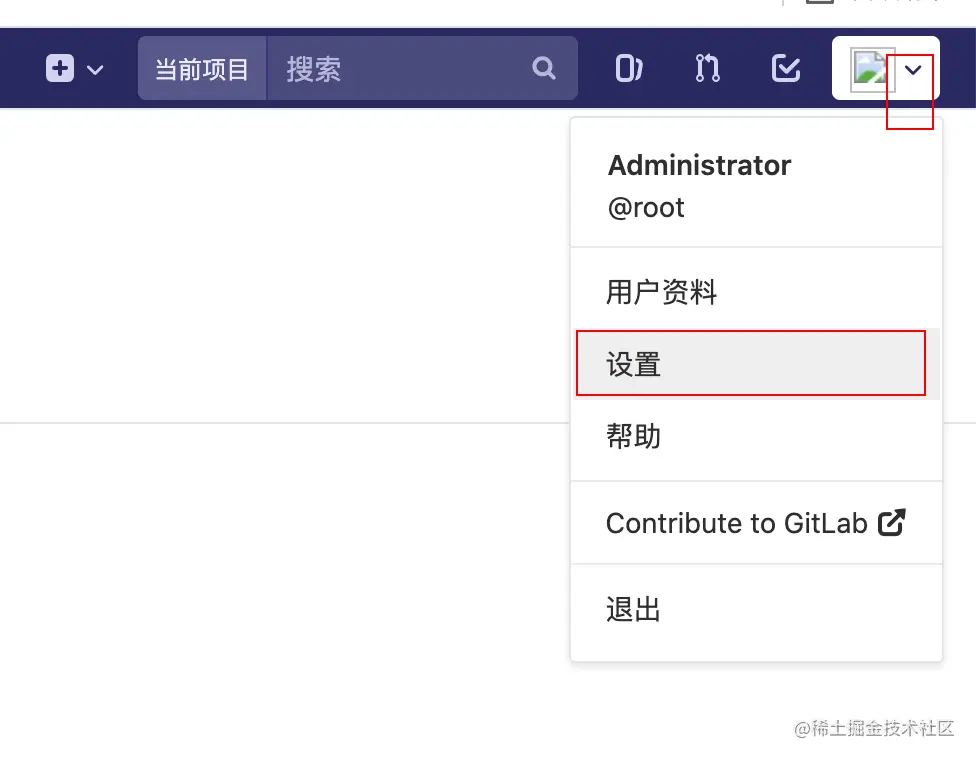 当前项目 搜索
Administrator
@root
用户资料
设置
帮助
Contribute to GitLab
退出
@稀土掘金技术社区